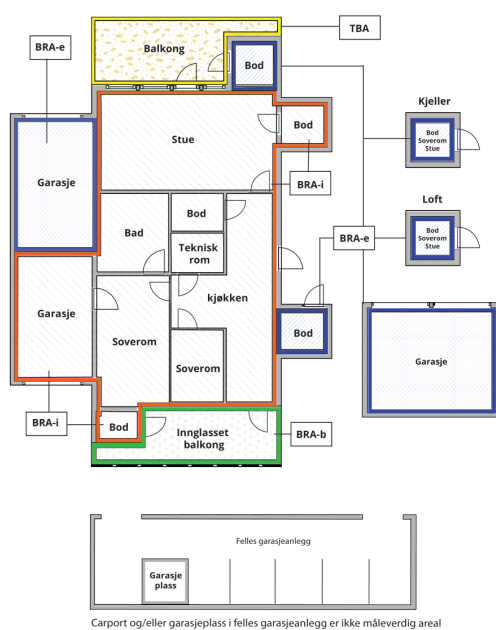 TBA
BRA-e
Balkong
Bod
Kjeller
Bod
Soverom
Stue
Stue
Bod
Garasje
BRA-i
Loft
Bod
Bad
Teknisk
rom
BRA-e
Bod
Soverom
Stue
kjøkken
Garasje
Soverom
Bod
Garasje
Soverom
BRA-i
Bod
Innglasset
balkong
BRA-b
Felles garasjeanlegg
Garasje
plass
Carport og/eller garasjeplass i felles garasjeanlegg er ikke måleverdig areal